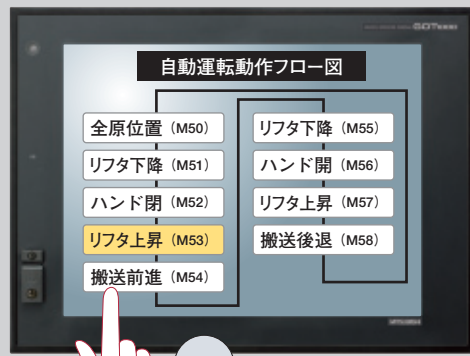 GOT1000
自動運転動作フロー図
全原位置（M50）
リフタ下降（M51）
ハンド閉（M52）
リフタ上昇（M53）
搬送前進（M54）
リフタ下降（M55）
ハンド開（M56）
リフタ上昇（M57）
搬送後退（M58）
MITSUBISHI